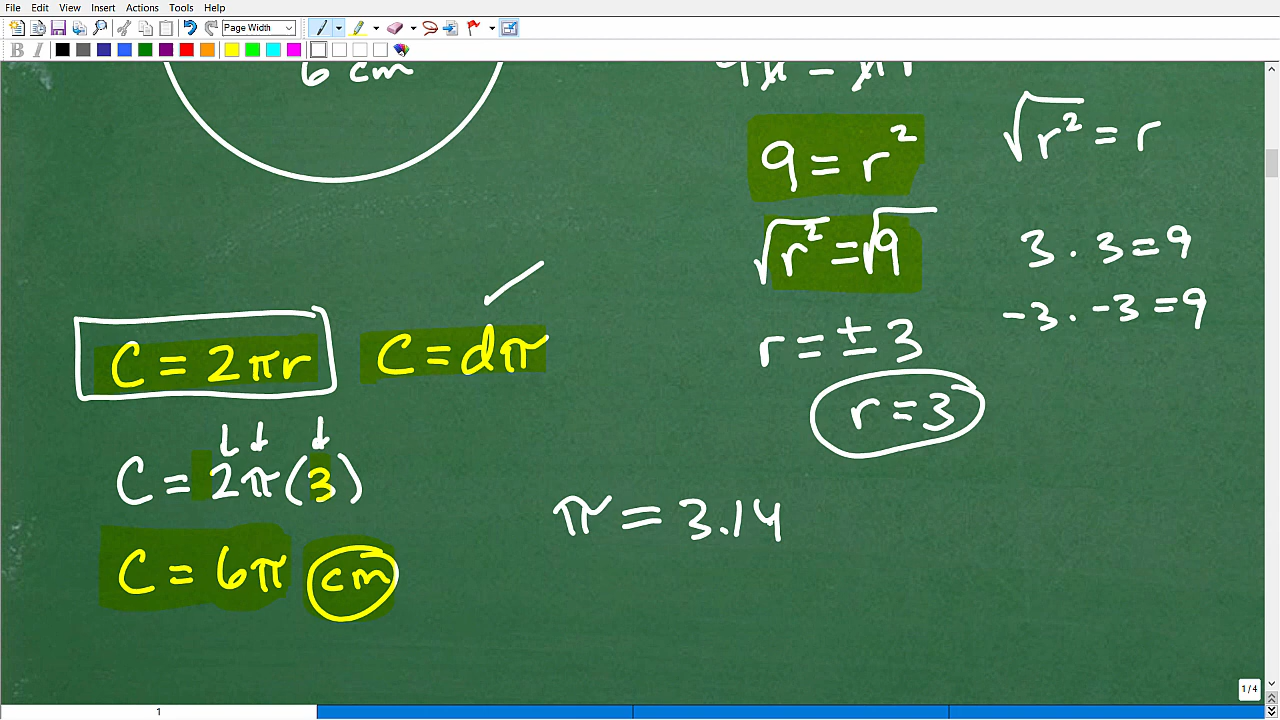 File Edit View Insert Actions Tools Help
Page Width
B I
6 cm
9 = r²
√r² = √9
r = ± 3
r = 3
√r² = r
3 · 3 = 9
-3 · -3 = 9
C = 2πr C = dπ
C = 2π(3)
C = 6π cm
π = 3.14
1/4
1